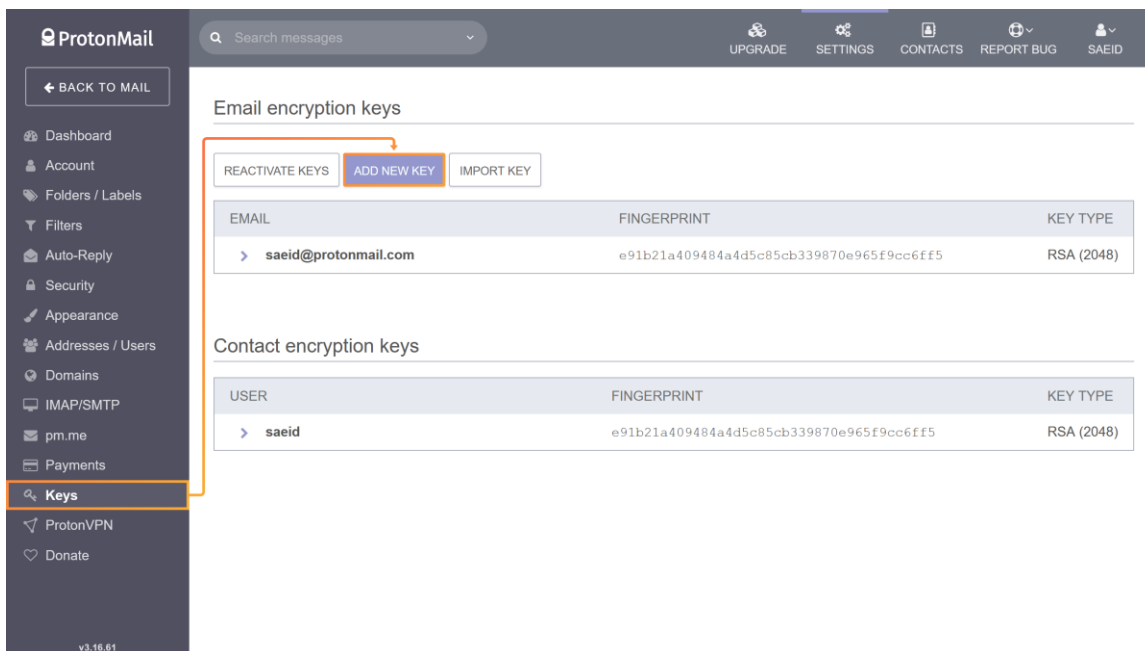 ProtonMail
Search messages
UPGRADE
SETTINGS
CONTACTS
REPORT BUG
SAEID
BACK TO MAIL
Dashboard
Account
Folders / Labels
Filters
Auto-Reply
Security
Appearance
Addresses / Users
Domains
IMAP/SMTP
pm.me
Payments
Keys
ProtonVPN
Donate
v3.16.61
Email encryption keys
REACTIVATE KEYS ADD NEW KEY IMPORT KEY
EMAIL FINGERPRINT KEY TYPE
saeid@protonmail.com e91b21a409484a4d5c85cb339870e965f9cc6ff5 RSA (2048)
Contact encryption keys
USER FINGERPRINT KEY TYPE
saeid e91b21a409484a4d5c85cb339870e965f9cc6ff5 RSA (2048)